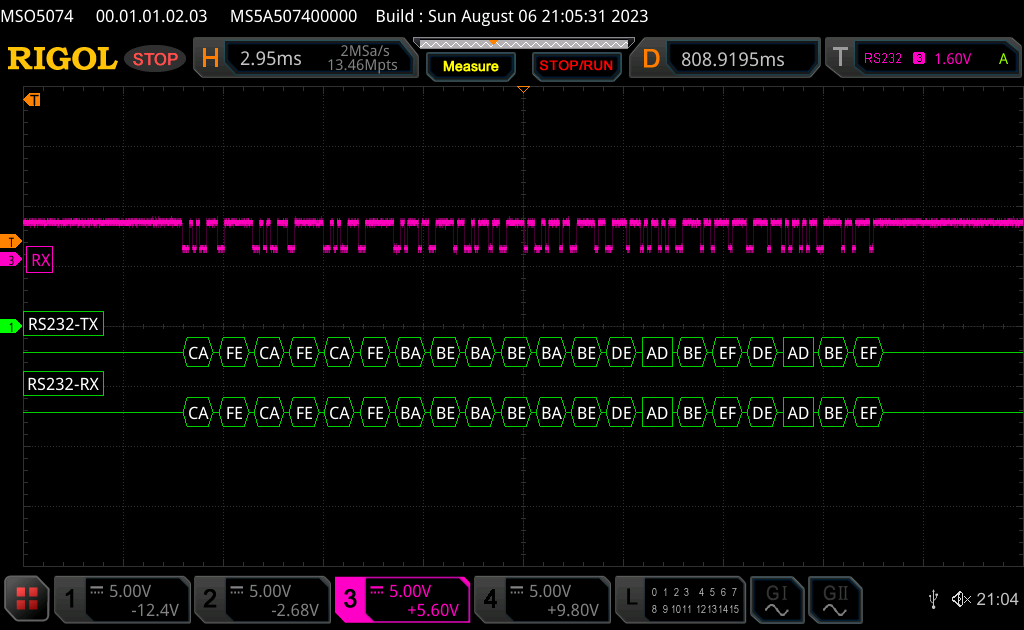 MSO5074 00.01.01.02.03 MS5A507400000 Build : Sun August 06 21:05:31 2023
RIGOL STOP H 2.95ms 2MSa/s 13.46Mpts Measure STOP/RUN D 808.9195ms T RS232 3 1.60V A
T
T
3 RX
1 RS232-TX
CA FE CA FE CA FE BA BE BA BE BA BE DE AD BE EF DE AD BE EF
RS232-RX
CA FE CA FE CA FE BA BE BA BE BA BE DE AD BE EF DE AD BE EF
1 5.00V 2 5.00V 3 5.00V 4 5.00V L 0 1 2 3 4 5 6 7 GI GII
-12.4V -2.68V +5.60V +9.80V 8 9 10 11 12 13 14 15 21:04